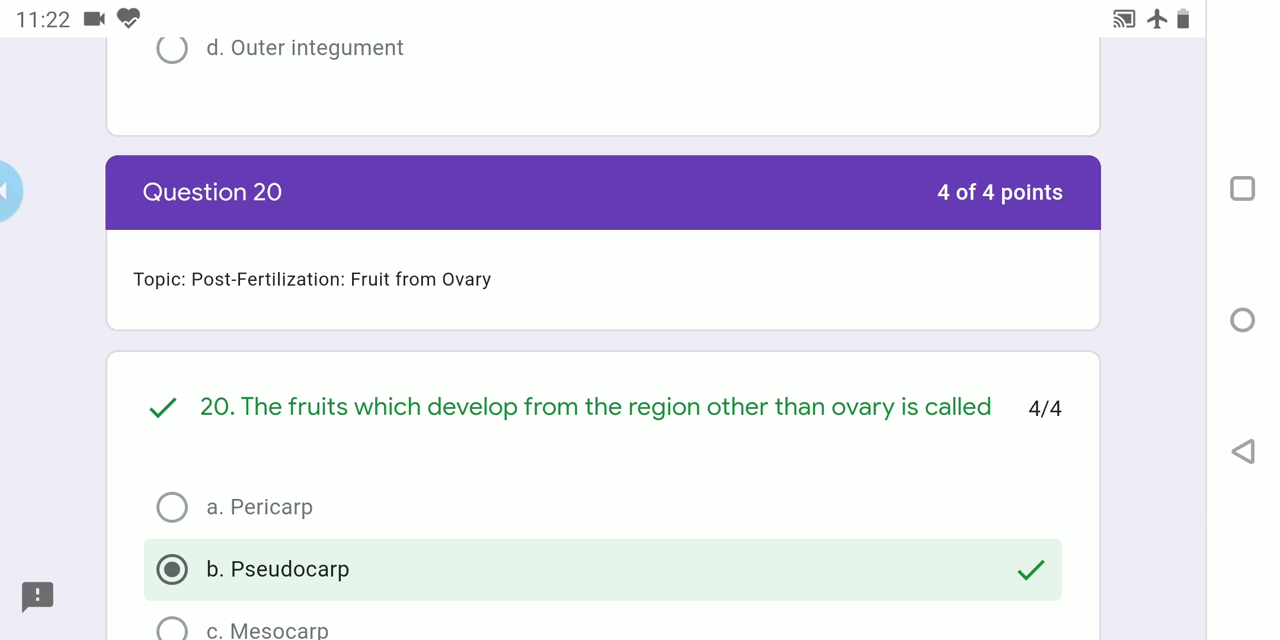 11:22
d. Outer integument
Question 20
4 of 4 points
Topic: Post-Fertilization: Fruit from Ovary
20. The fruits which develop from the region other than ovary is called
4/4
a. Pericarp
b. Pseudocarp
c. Mesocarp